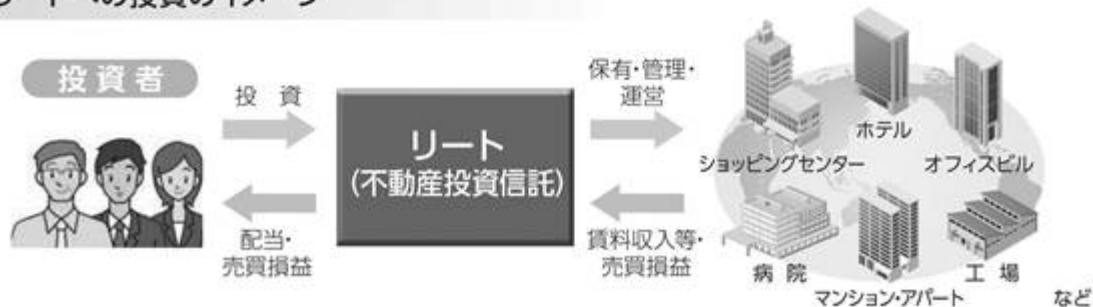 リートへの投資のイメージ
投資者
投 資
配当・
売買損益
リート
(不動産投資信託)
保有・管理・
運営
賃料収入等・
売買損益
ホテル
ショッピングセンター
オフィスビル
病 院
工 場
マンション・アパート
など